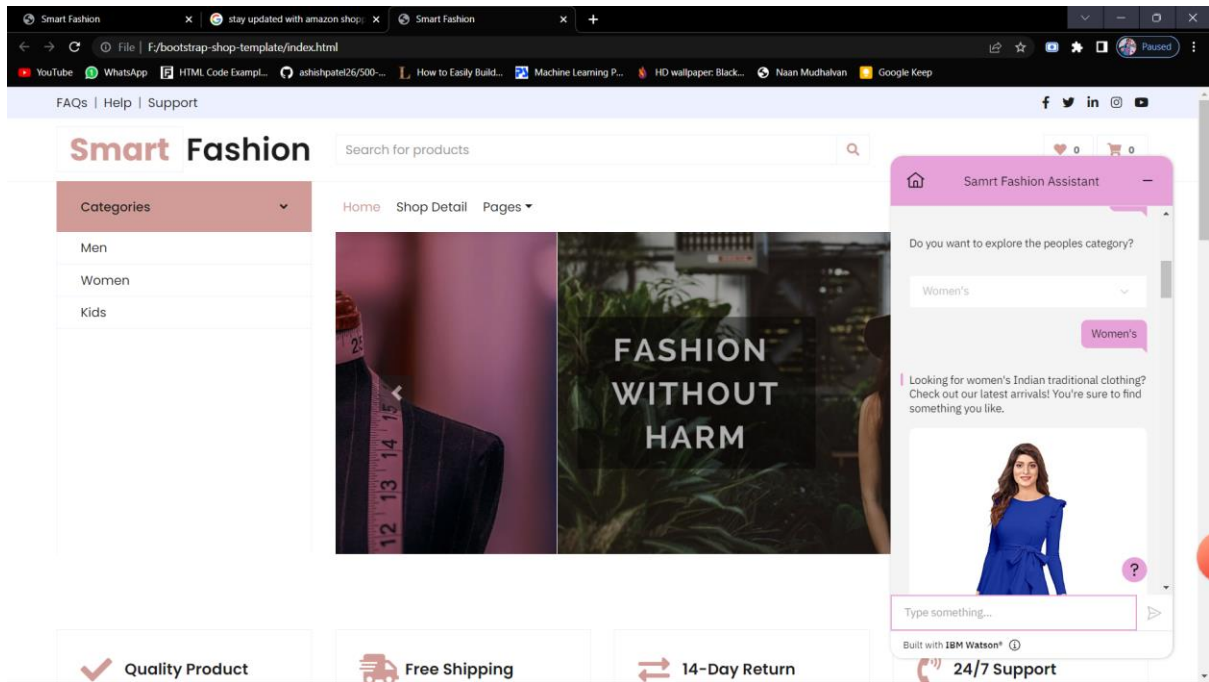 Smart Fashion
stay updated with amazon shop
Smart Fashion
File | F:/bootstrap-shop-template/index.html
Paused
YouTube
WhatsApp
HTML Code Exampl...
ashishpatel26/500-...
How to Easily Build...
Machine Learning P...
HD wallpaper: Black...
Naan Mudhalvan
Google Keep
FAQs | Help | Support
Smart Fashion
Search for products
0
0
Categories
Men
Women
Kids
Home Shop Detail Pages
FASHION
WITHOUT
HARM
25
15
14
13
12
Samrt Fashion Assistant
Do you want to explore the peoples category?
Women's
Women's
Looking for women's Indian traditional clothing?
Check out our latest arrivals! You're sure to find
something you like.
?
Type something...
Built with IBM Watson®
Quality Product
Free Shipping
14-Day Return
24/7 Support